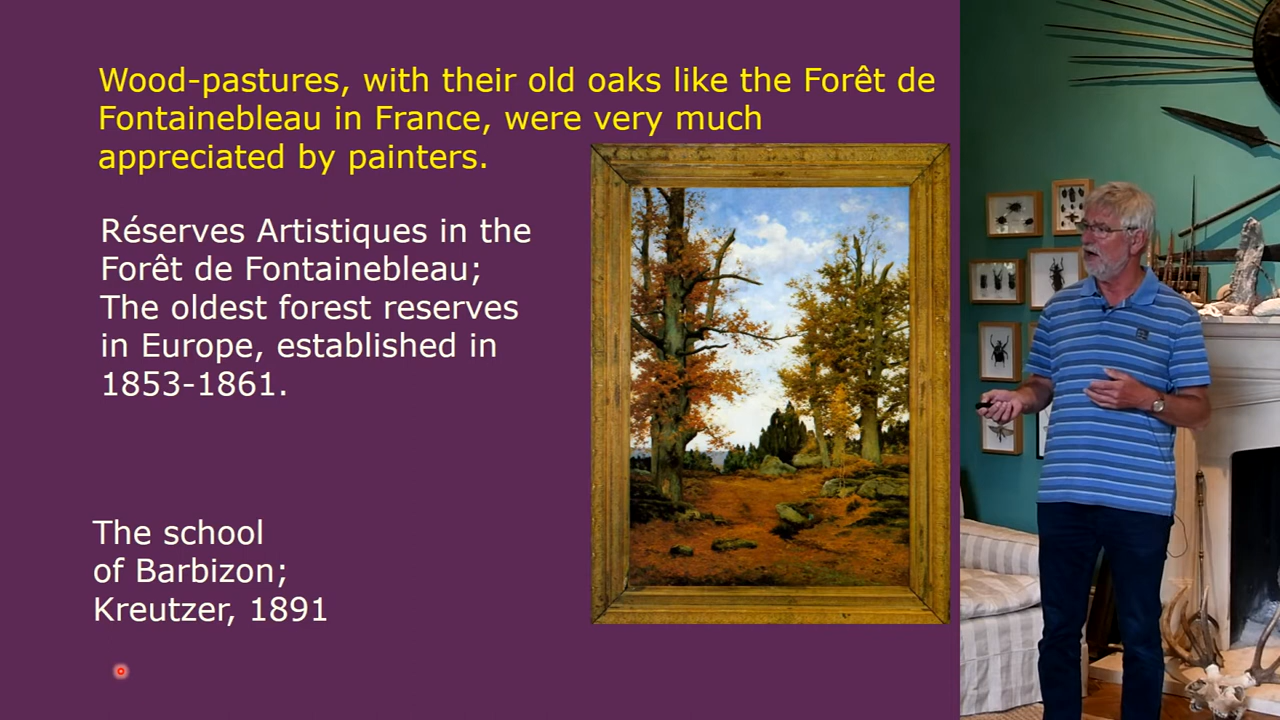 Wood-pastures, with their old oaks like the Forêt de
Fontainebleau in France, were very much
appreciated by painters.
Réserves Artistiques in the
Forêt de Fontainebleau;
The oldest forest reserves
in Europe, established in
1853-1861.
The school
of Barbizon;
Kreutzer, 1891